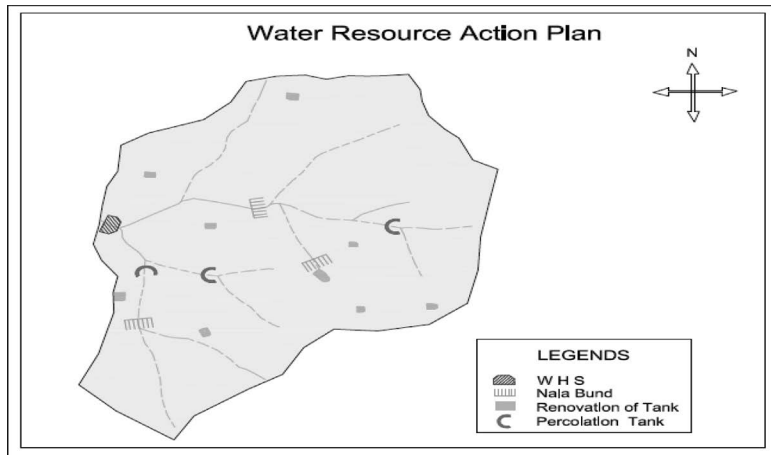 Water Resource Action Plan
N
LEGENDS
W H S
Nala Bund
Renovation of Tank
Percolation Tank